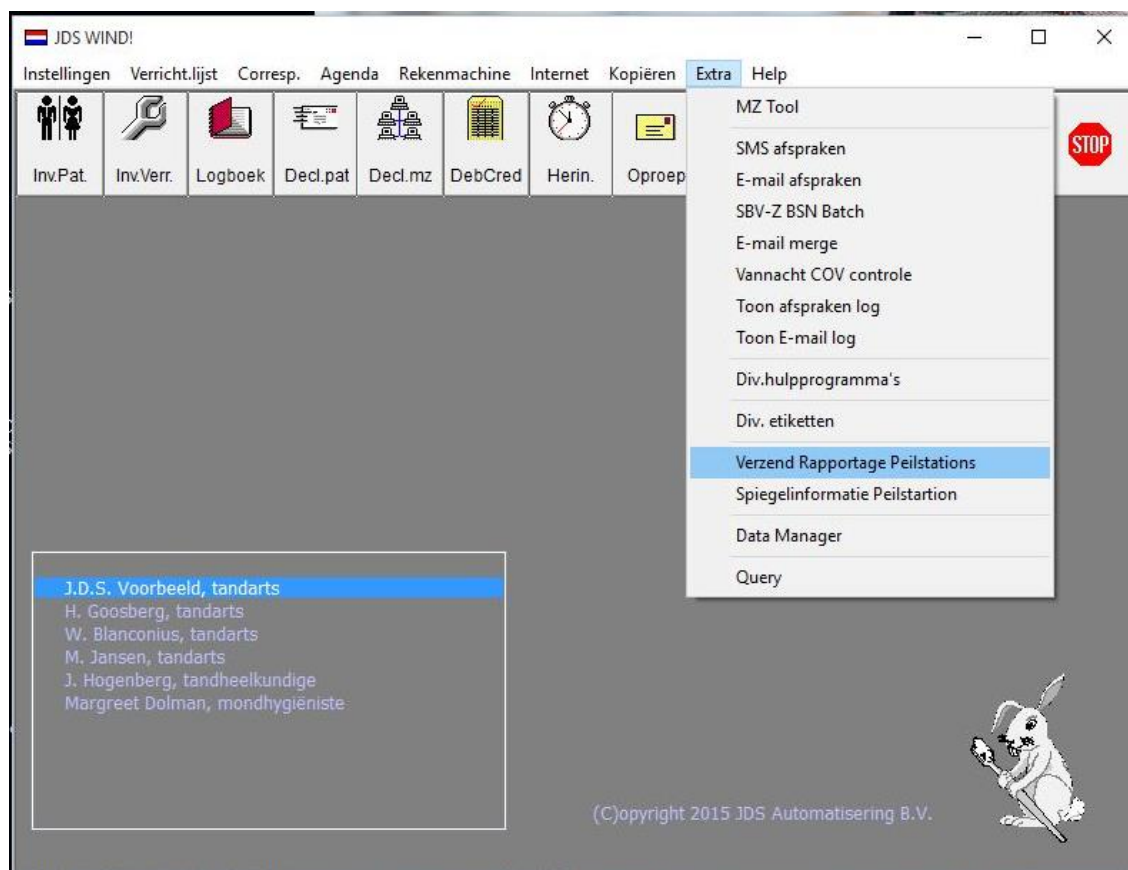 JDS WIND!
Instellingen Verricht.lijst Corresp. Agenda Rekenmachine Internet Kopiëren Extra Help
Inv.Pat. Inv.Verr. Logboek Decl.pat Decl.mz DebCred Herin. Oproep STOP
MZ Tool
SMS afspraken
E-mail afspraken
SBV-Z BSN Batch
E-mail merge
Vannacht COV controle
Toon afspraken log
Toon E-mail log
Div.hulpprogramma's
Div. etiketten
Verzend Rapportage Peilstations
Spiegelinformatie Peilstartion
Data Manager
Query
J.D.S. Voorbeeld, tandarts
H. Goosberg, tandarts
W. Blanconius, tandarts
M. Jansen, tandarts
J. Hogenberg, tandheelkundige
Margreet Dolman, mondhygiëniste
(C)opyright 2015 JDS Automatisering B.V.